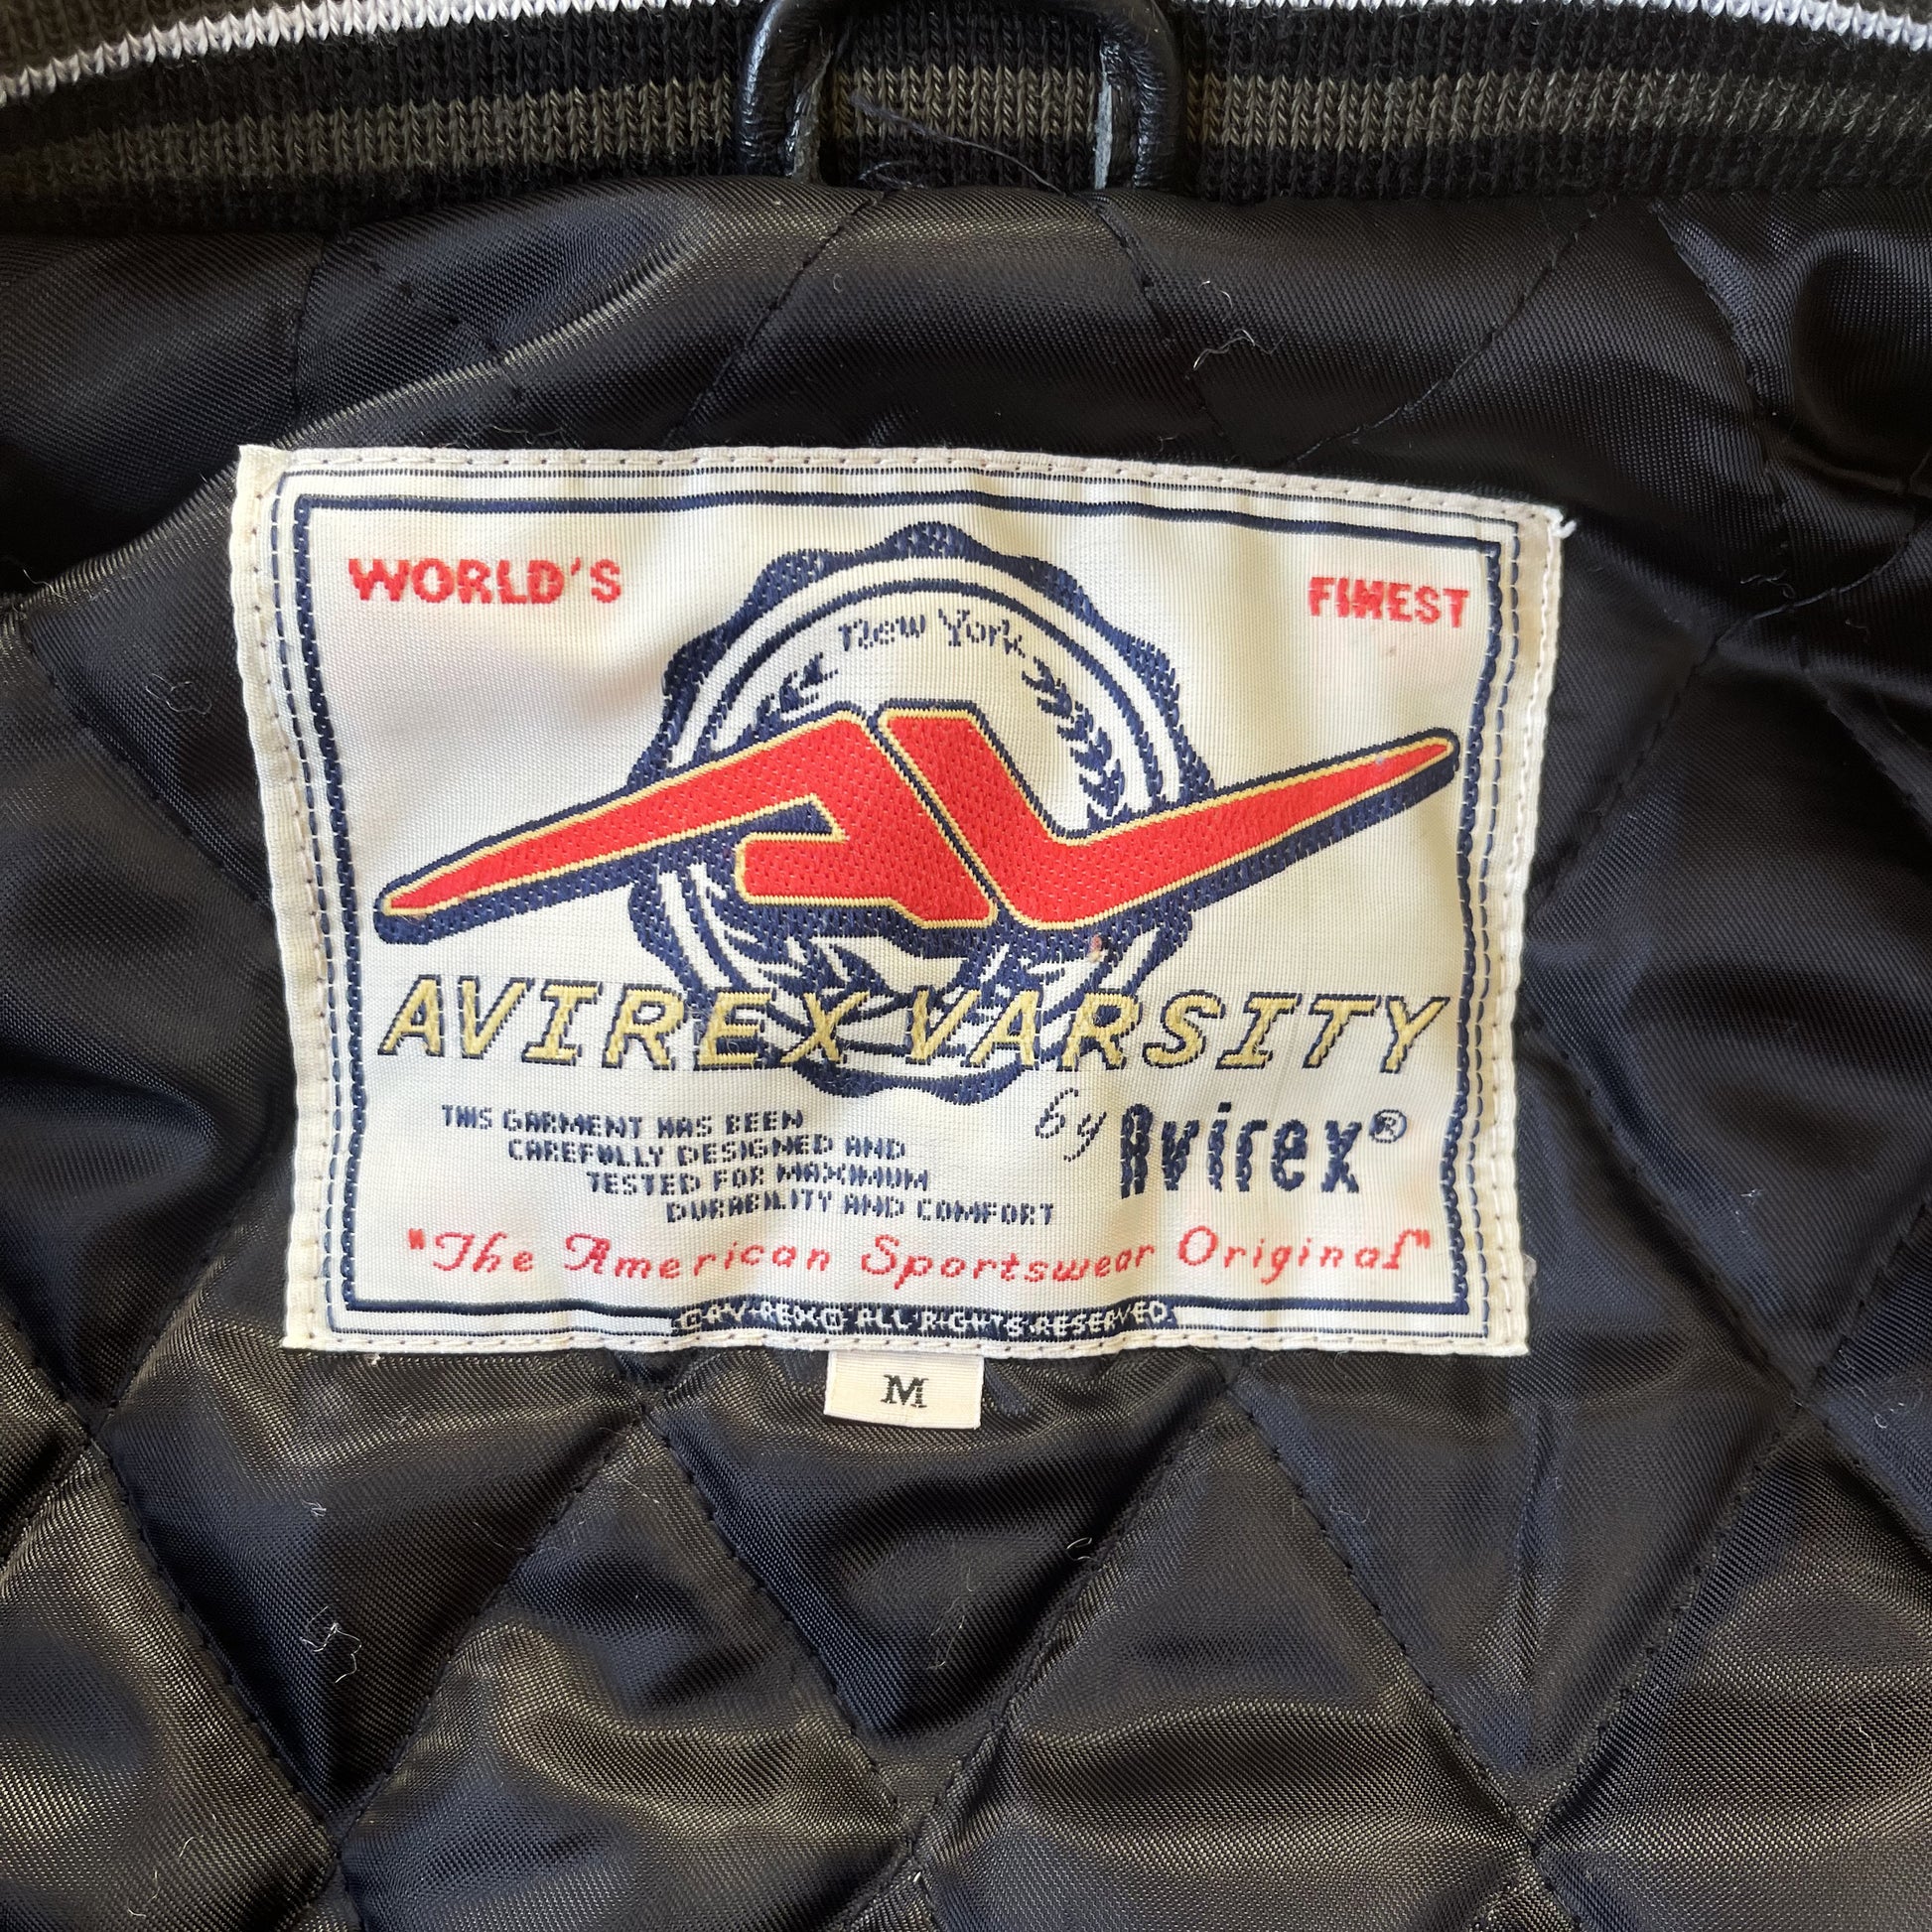 WORLD'S FINEST
New York
AVIREX VARSITY
by Avirex®
THIS GARMENT HAS BEEN
CAREFULLY DESIGNED AND
TESTED FOR MAXIMUM
DURABILITY AND COMFORT
"The American Sportswear Original"
ALL RIGHTS RESERVED
M